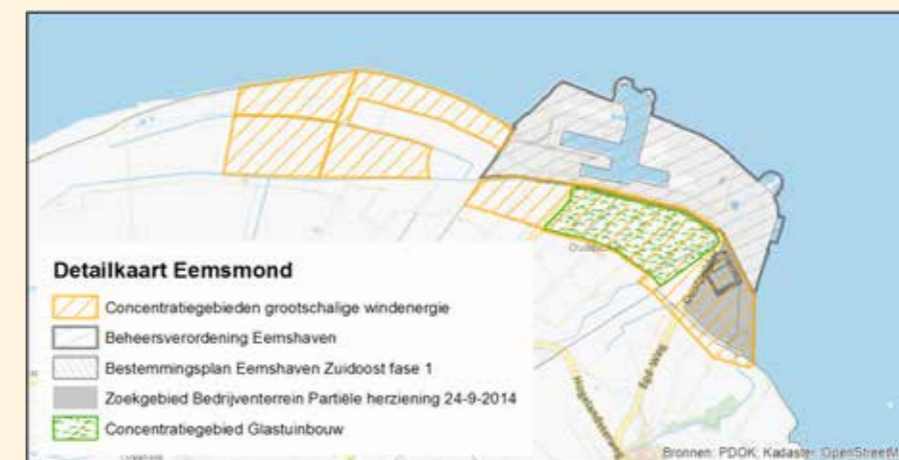 Detailkaart Eemsmond
Concentratiegebieden grootschalige windenergie
Beheersverordening Eemshaven
Bestemmingsplan Eemshaven Zuidoost fase 1
Zoekgebied Bedrijventerrein Partiële herziening 24-9-2014
Concentratiegebied Glastuinbouw
Bronnen: PDOK, Kadaster, OpenStreetM